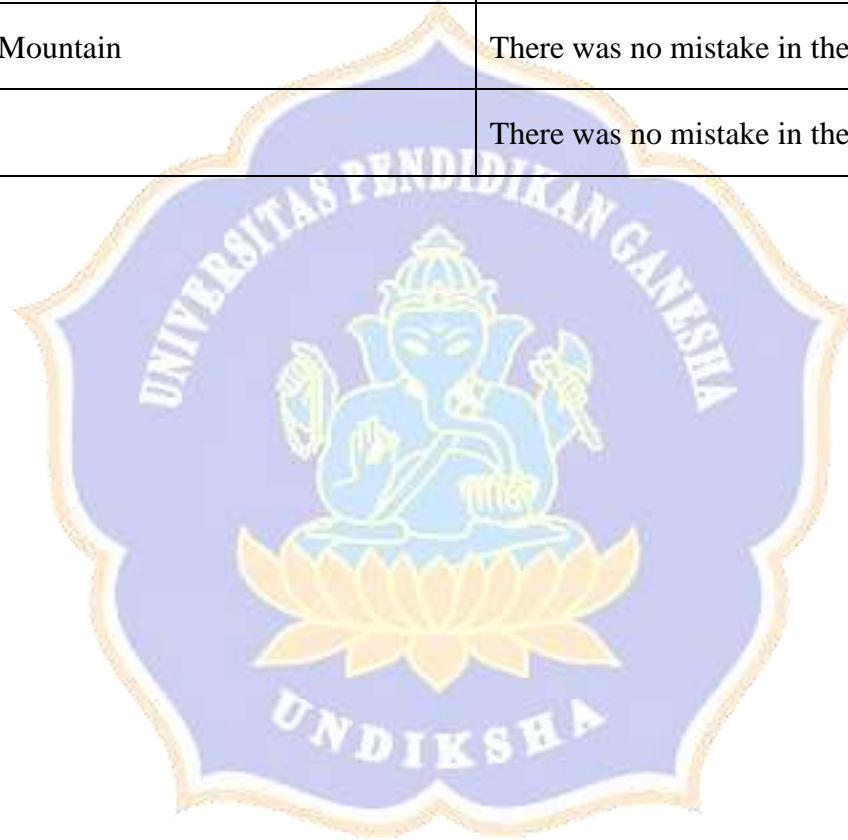 Mountain
There was no mistake in the
There was no mistake in the
UNIVERSITAS PENDIDIKAN GANESHA
UNDIKSHA